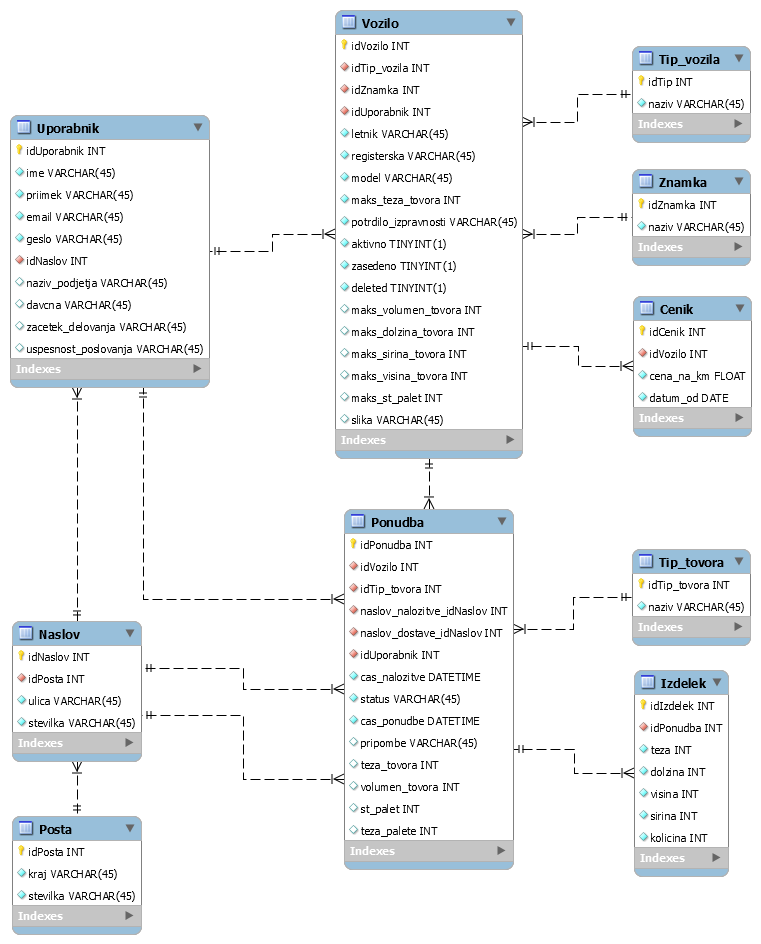 Vozilo
idVozilo INT
idTip_vozila INT
idZnamka INT
idUporabnik INT
letnik VARCHAR(45)
registerska VARCHAR(45)
model VARCHAR(45)
maks_teza_tovora INT
potrdilo_izpravnosti VARCHAR(45)
aktivno TINYINT(1)
zasedeno TINYINT(1)
deleted TINYINT(1)
maks_volumen_tovora INT
maks_dolzina_tovora INT
maks_sirina_tovora INT
maks_visina_tovora INT
maks_st_palet INT
slika VARCHAR(45)
Indexes
Tip_vozila
idTip INT
naziv VARCHAR(45)
Indexes
Uporabnik
idUporabnik INT
ime VARCHAR(45)
priimek VARCHAR(45)
email VARCHAR(45)
geslo VARCHAR(45)
idNaslov INT
naziv_podjetja VARCHAR(45)
davcna VARCHAR(45)
zacetek_delovanja VARCHAR(45)
uspesnost_poslovanja VARCHAR(45)
Indexes
Znamka
idZnamka INT
naziv VARCHAR(45)
Indexes
Cenik
idCenik INT
idVozilo INT
cena_na_km FLOAT
datum_od DATE
Indexes
Ponudba
idPonudba INT
idVozilo INT
idTip_tovora INT
naslov_nalozitve_idNaslov INT
naslov_dostave_idNaslov INT
idUporabnik INT
cas_nalozitve DATETIME
status VARCHAR(45)
cas_ponudbe DATETIME
pripombe VARCHAR(45)
teza_tovora INT
volumen_tovora INT
st_palet INT
teza_palete INT
Indexes
Tip_tovora
idTip_tovora INT
naziv VARCHAR(45)
Indexes
Naslov
idNaslov INT
idPosta INT
ulica VARCHAR(45)
stevilka VARCHAR(45)
Indexes
Izdelek
idIzdelek INT
idPonudba INT
teza INT
dolzina INT
visina INT
sirina INT
kolicina INT
Indexes
Posta
idPosta INT
kraj VARCHAR(45)
stevilka VARCHAR(45)
Indexes